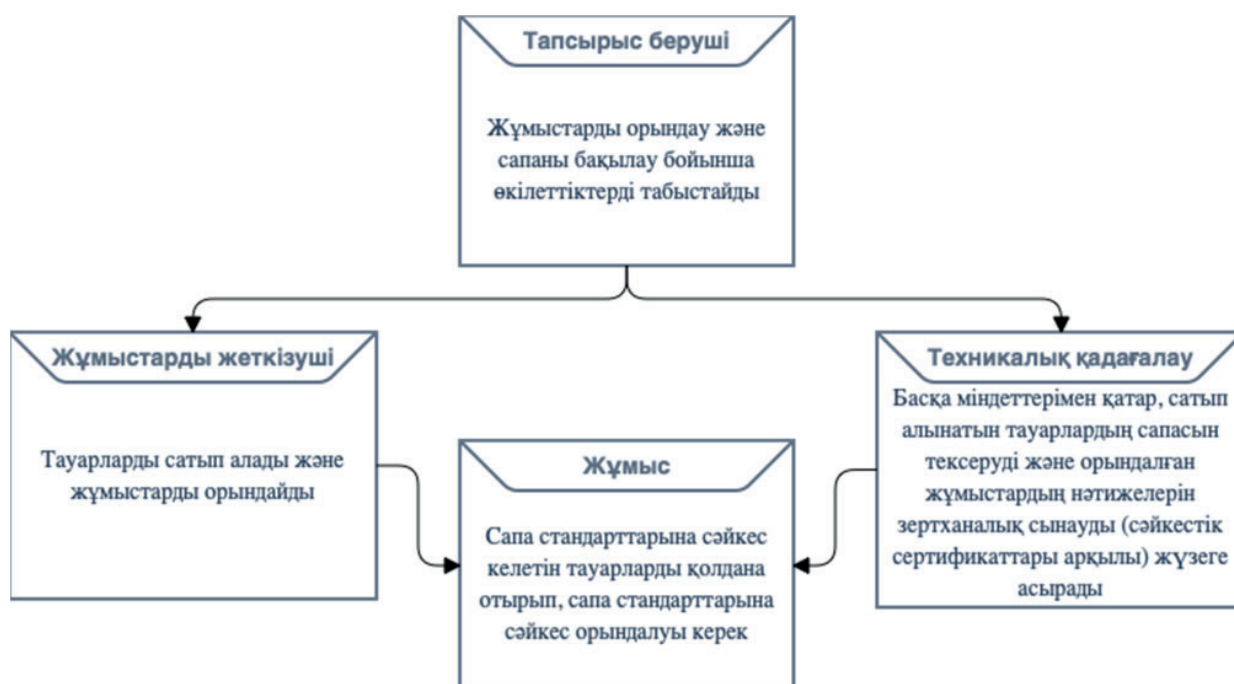 Тапсырыс беруші
Жұмыстарды орындау және
сапаны бақылау бойынша
өкілеттіктерді табыстайды
Жұмыстарды жеткізуші
Тауарларды сатып алады және
жұмыстарды орындайды
Жұмыс
Сапа стандарттарына сәйкес
келетін тауарларды қолдана
отырып, сапа стандарттарына
сәйкес орындалуы керек
Техникалық қадағалау
Басқа міндеттерімен қатар, сатып
алынатын тауарлардың сапасын
тексеруді және орындалған
жұмыстардың нәтижелерін
зертханалық сынауды (сәйкестік
сертификаттары арқылы) жүзеге
асырады